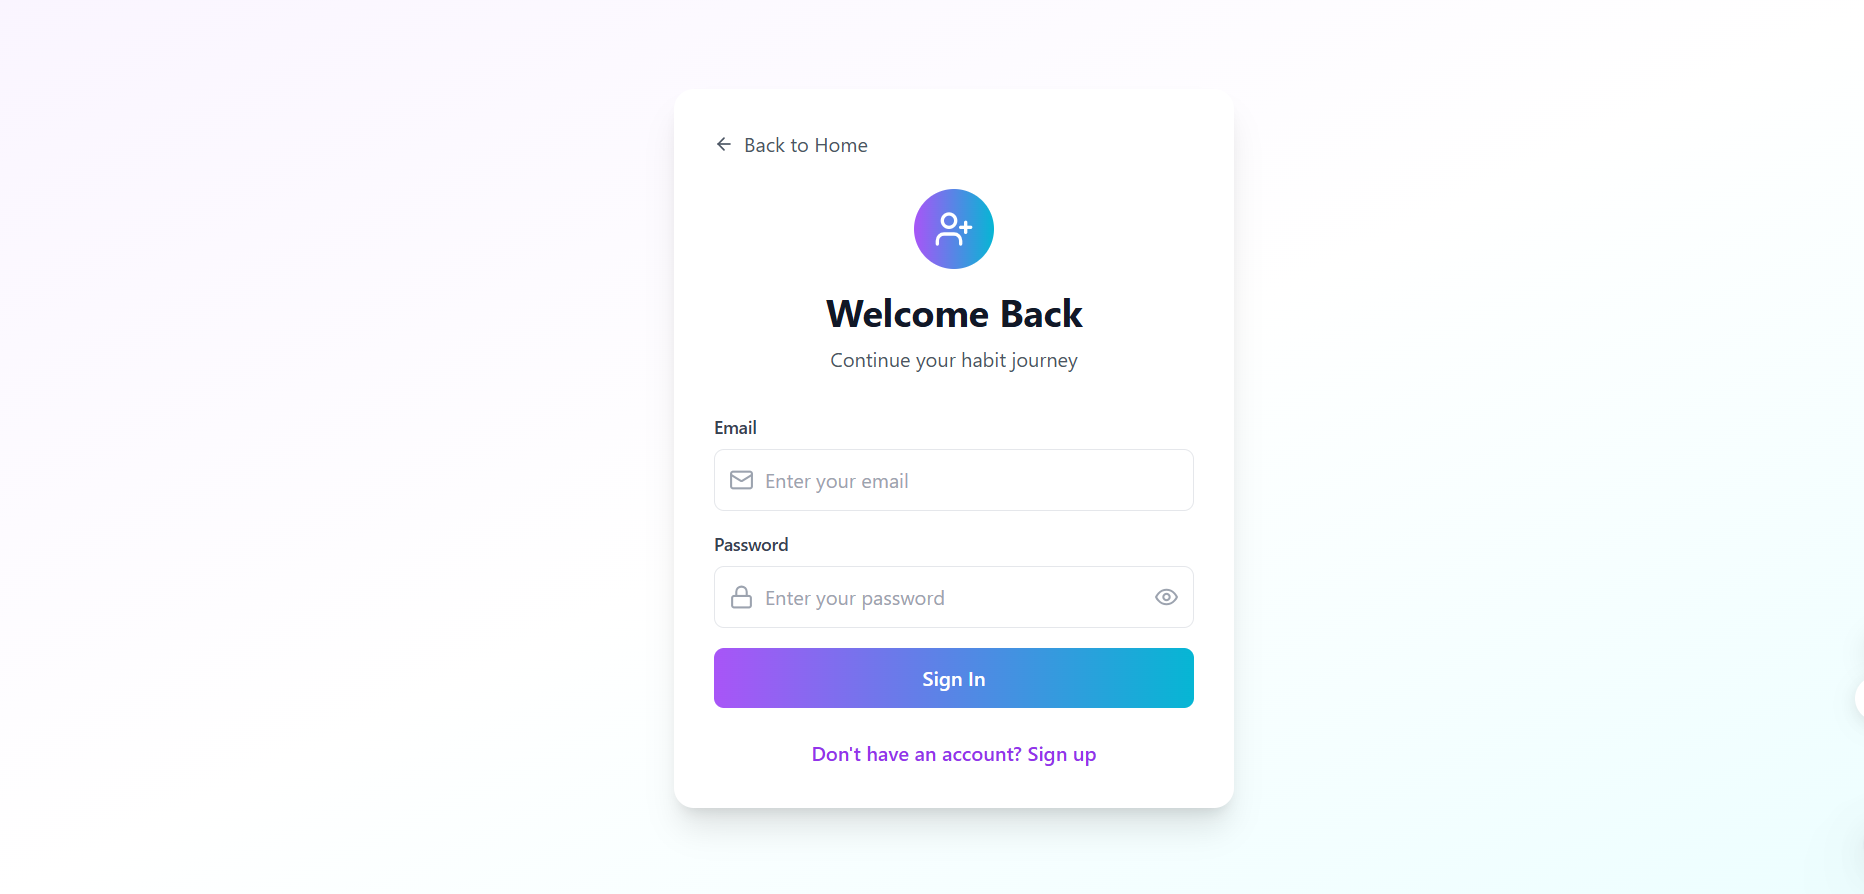 Back to Home
Welcome Back
Continue your habit journey
Email
Enter your email
Password
Enter your password
Sign In
Don't have an account? Sign up